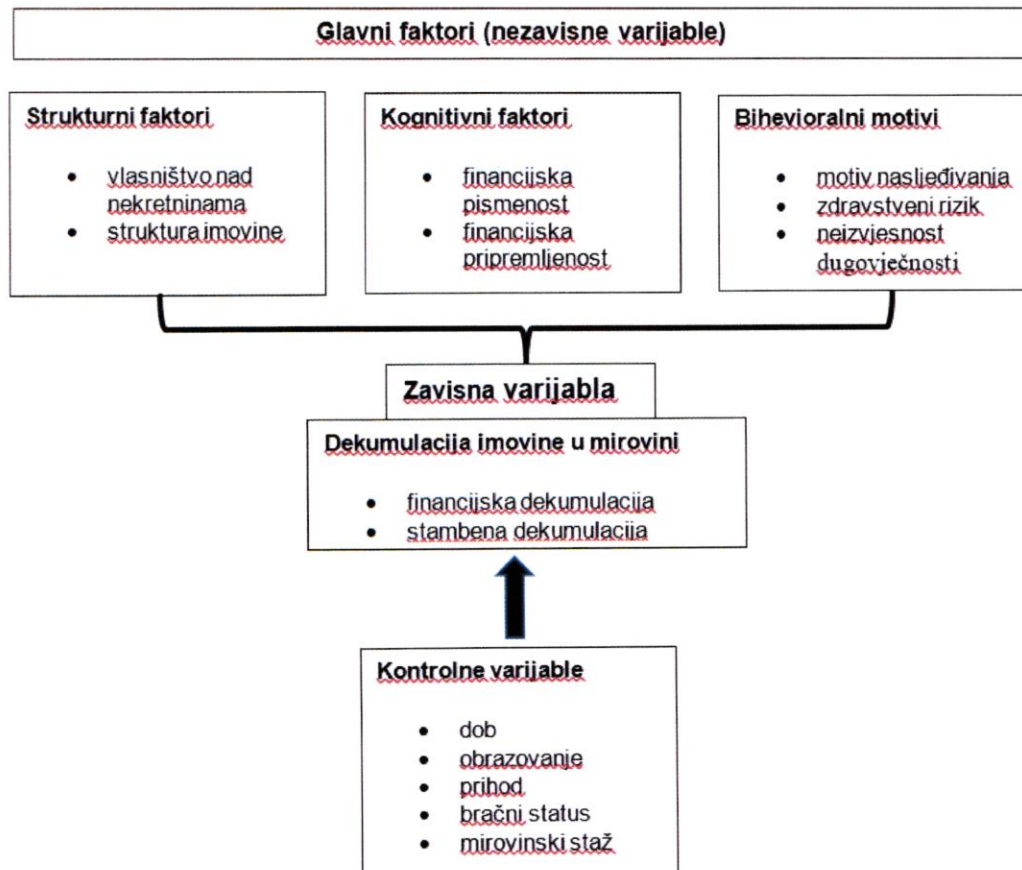 Glavni faktori (nezavisne varijable)
Strukturni faktori
• vlasništvo nad
nekretninama
• struktura imovine
Kognitivni faktori
• financijska
pismenost
• financijska
pripremljenost
Bihevioralni motivi
• motiv nasljeđivanja
• zdravstveni rizik
• neizvjesnost
dugovječnosti
Zavisna varijabla
Dekumulacija imovine u mirovini
• financijska dekumulacija
• stambena dekumulacija
Kontrolne varijable
• dob
• obrazovanje
• prihod
• bračni status
• mirovinski staž